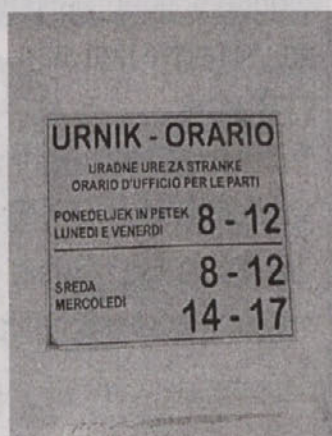 URNIK - ORARIO
URADNE URE ZA STRANKE
ORARIO D'UFFICIO PER LE PARTI
PONEDELJEK IN PETEK 8 - 12
LUNEDI E VENERDI
SREDA 8 - 12
MERCOLEDI 14 - 17